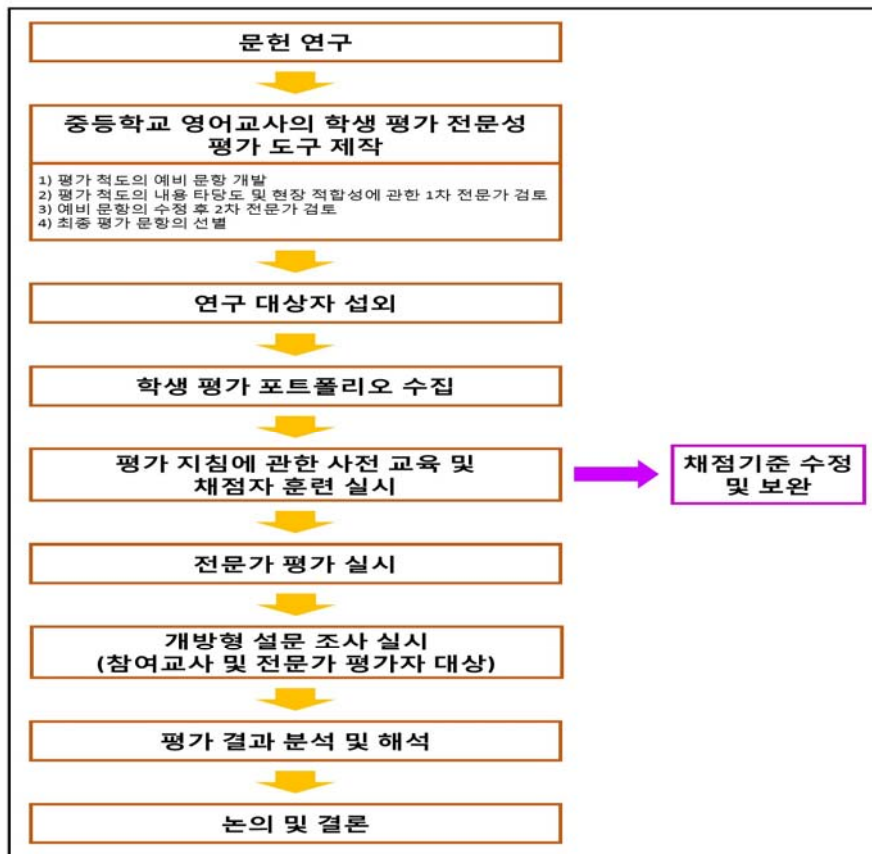 문헌 연구
중등학교 영어교사의 학생 평가 전문성
평가 도구 제작
1) 평가 척도의 예비 문항 개발
2) 평가 척도의 내용 타당도 및 현장 적합성에 관한 1차 전문가 검토
3) 예비 문항의 수정 후 2차 전문가 검토
4) 최종 평가 문항의 선별
연구 대상자 섭외
학생 평가 포트폴리오 수집
평가 지침에 관한 사전 교육 및
채점자 훈련 실시
채점기준 수정
및 보완
전문가 평가 실시
개방형 설문 조사 실시
(참여교사 및 전문가 평가자 대상)
평가 결과 분석 및 해석
논의 및 결론